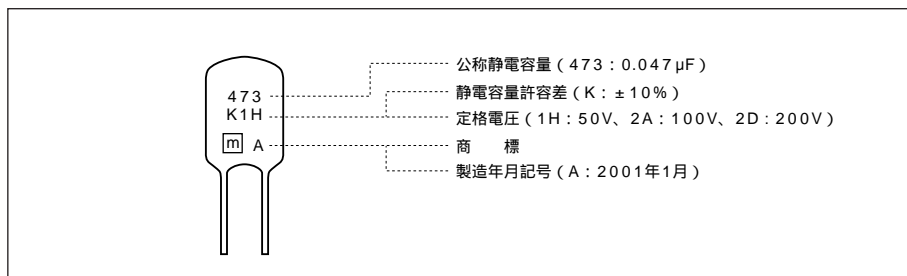 473
K1H
m A
公称静電容量(473:0.047μF)
静電容量許容差(K:±10%)
定格電圧(1H:50V、2A:100V、2D:200V)
商　標
製造年月記号(A:2001年1月)